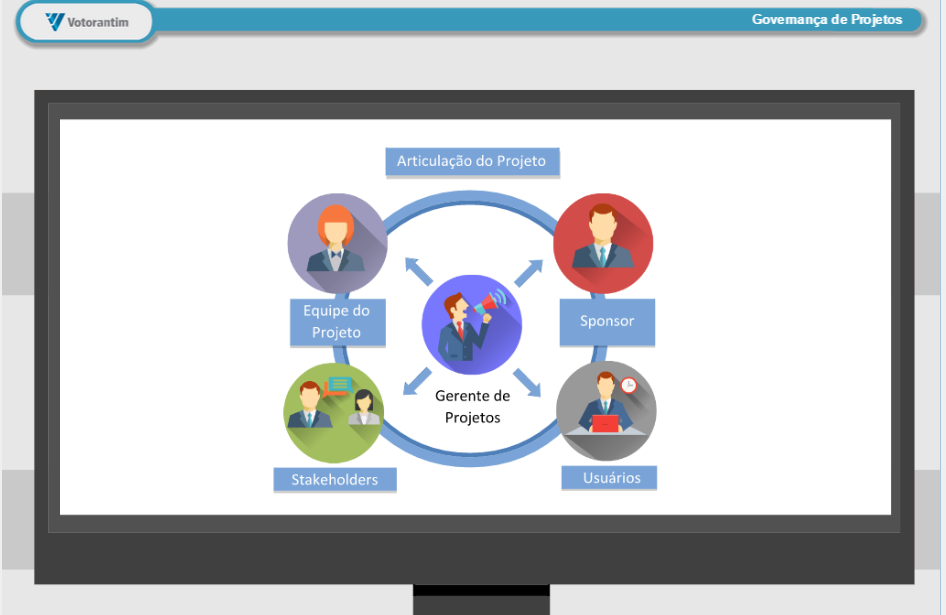 Votorantim
Governança de Projetos
Articulação do Projeto
Equipe do
Projeto
Sponsor
Gerente de
Projetos
Stakeholders
Usuários